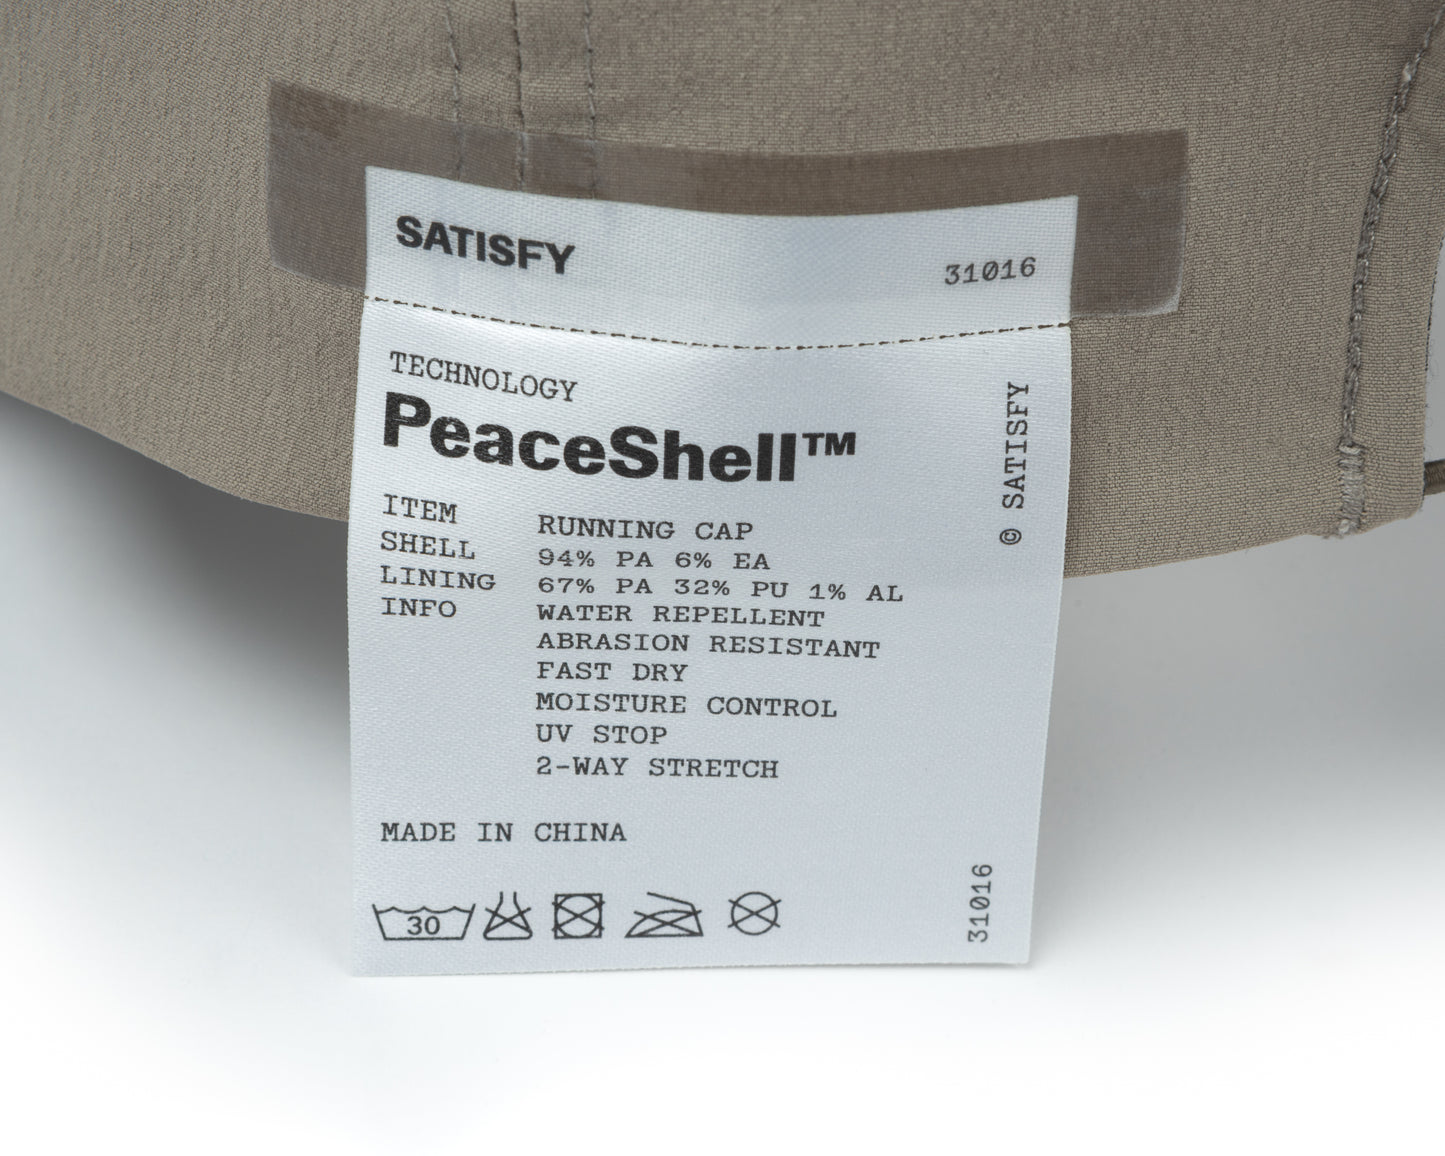 SATISFY
31016
TECHNOLOGY
PeaceShell™
© SATISFY
ITEM RUNNING CAP
SHELL 94% PA 6% EA
LINING 67% PA 32% PU 1% AL
INFO WATER REPELLENT
ABRASION RESISTANT
FAST DRY
MOISTURE CONTROL
UV STOP
2-WAY STRETCH
MADE IN CHINA
30
31016